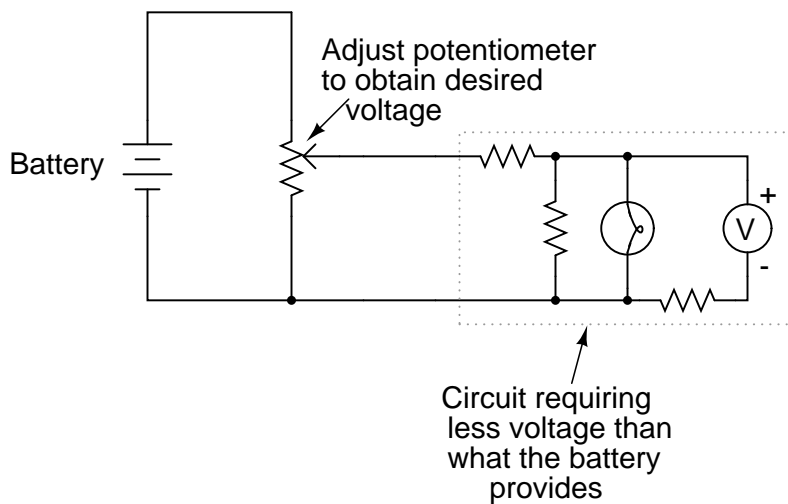 Adjust potentiometer
to obtain desired
voltage
Battery
+
V
-
Circuit requiring
less voltage than
what the battery
provides